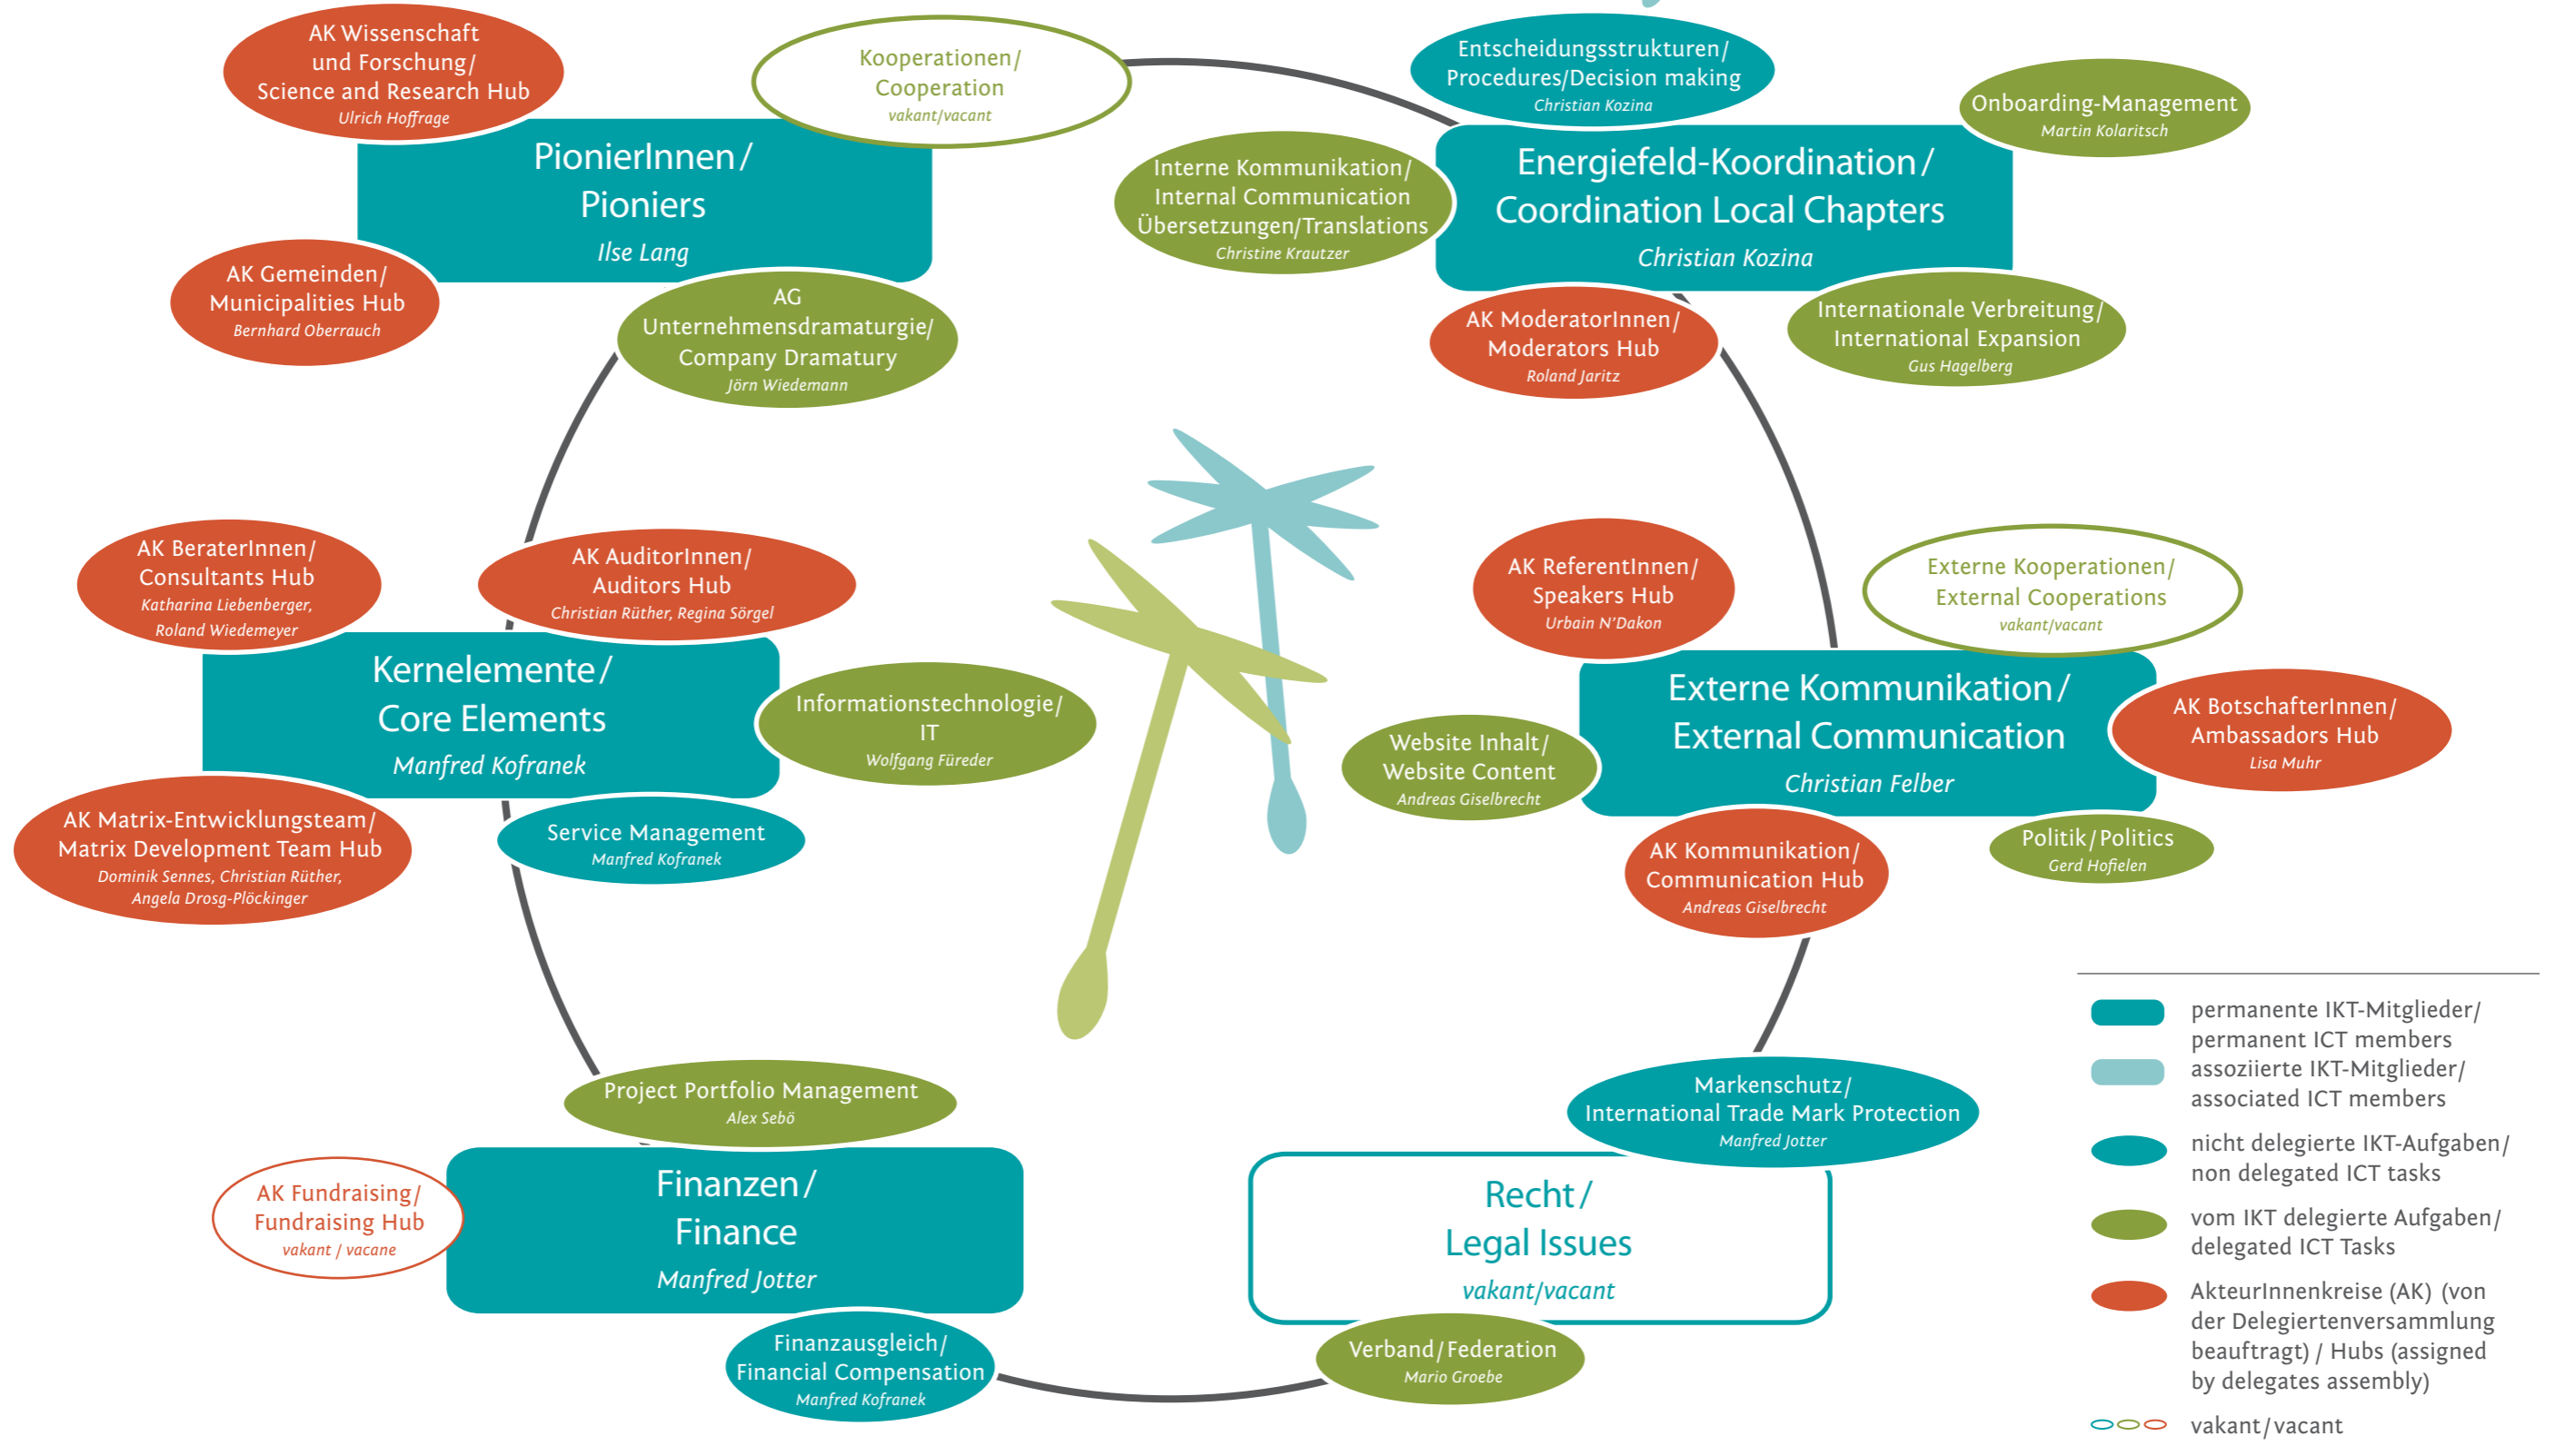 AK Wissenschaft
und Forschung/
Science and Research Hub
Ulrich Hoffrage
Kooperationen/
Cooperation
vakant/vacant
PionierInnen/
Pioniers
Ilse Lang
AK Gemeinden/
Municipalities Hub
Bernhard Oberrauch
AG
Unternehmensdramaturgie/
Company Dramatury
Jörn Wiedemann
Entscheidungsstrukturen/
Procedures/Decision making
Christian Kozina
Onboarding-Management
Martin Kolaritsch
Interne Kommunikation/
Internal Communication
Übersetzungen/Translations
Christine Krautzer
Energiefeld-Koordination/
Coordination Local Chapters
Christian Kozina
AK ModeratorInnen/
Moderators Hub
Roland Jaritz
Internationale Verbreitung/
International Expansion
Gus Hagelberg
AK BeraterInnen/
Consultants Hub
Katharina Liebenberger,
Roland Wiedemeyer
AK AuditorInnen/
Auditors Hub
Christian Rüther, Regina Sörgel
Kernelemente/
Core Elements
Manfred Kofranek
Informationstechnologie/
IT
Wolfgang Füreder
AK Matrix-Entwicklungsteam/
Matrix Development Team Hub
Dominik Sennes, Christian Rüther,
Angela Drosg-Plöckinger
Service Management
Manfred Kofranek
AK ReferentInnen/
Speakers Hub
Urbain N'Dakon
Externe Kooperationen/
External Cooperations
vakant/vacant
Externe Kommunikation/
External Communication
Christian Felber
AK BotschafterInnen/
Ambassadors Hub
Lisa Muhr
Website Inhalt/
Website Content
Andreas Giselbrecht
AK Kommunikation/
Communication Hub
Andreas Giselbrecht
Politik/Politics
Gerd Hofielen
Project Portfolio Management
Alex Sebö
AK Fundraising/
Fundraising Hub
vakant / vacane
Finanzen/
Finance
Manfred Jotter
Finanzausgleich/
Financial Compensation
Manfred Kofranek
Markenschutz/
International Trade Mark Protection
Manfred Jotter
Recht/
Legal Issues
vakant/vacant
Verband/Federation
Mario Groebe
permanente IKT-Mitglieder/
permanent ICT members
assoziierte IKT-Mitglieder/
associated ICT members
nicht delegierte IKT-Aufgaben/
non delegated ICT tasks
vom IKT delegierte Aufgaben/
delegated ICT Tasks
AkteurInnenkreise (AK) (von
der Delegiertenversammlung
beauftragt) / Hubs (assigned
by delegates assembly)
vakant/vacant